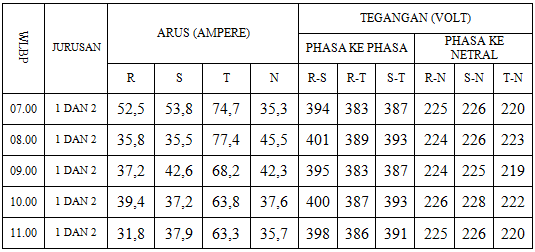 WLBP JURUSAN ARUS (AMPERE) TEGANGAN (VOLT)
PHASA KE PHASA PHASA KE NETRAL
R S T N R-S R-T S-T R-N S-N T-N
07.00 1 DAN 2 52,5 53,8 74,7 35,3 394 383 387 225 226 220
08.00 1 DAN 2 35,8 35,5 77,4 45,5 401 389 393 224 226 223
09.00 1 DAN 2 37,2 42,6 68,2 42,3 395 383 387 224 225 219
10.00 1 DAN 2 39,4 37,2 63,8 37,6 400 387 393 226 228 222
11.00 1 DAN 2 31,8 37,9 63,3 35,7 398 386 391 225 226 220